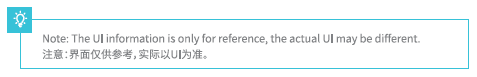 Note: The UI information is only for reference, the actual UI may be different.
注意:界面仅供参考,实际以UI为准。